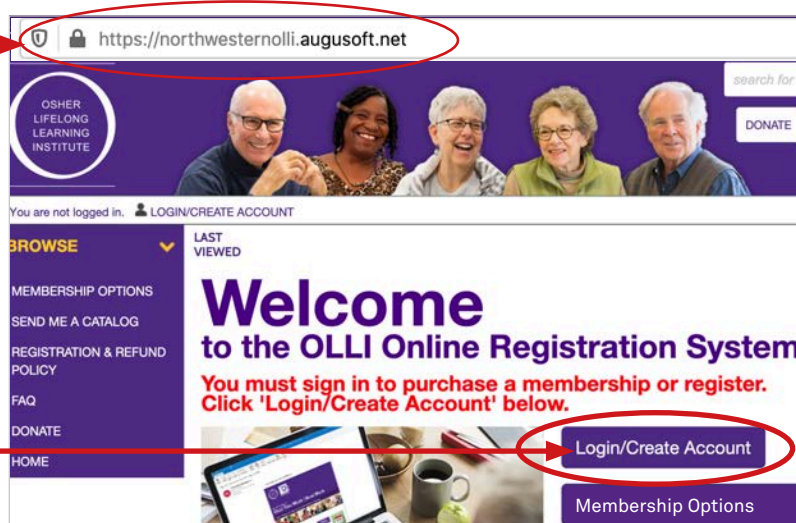 https://northwesternolli.augusoft.net
OSHER
LIFELONG
LEARNING
INSTITUTE
search for
DONATE
You are not logged in. LOGIN/CREATE ACCOUNT
BROWSE
LAST
VIEWED
MEMBERSHIP OPTIONS
SEND ME A CATALOG
REGISTRATION & REFUND
POLICY
FAQ
DONATE
HOME
Welcome
to the OLLI Online Registration System
You must sign in to purchase a membership or register.
Click 'Login/Create Account' below.
Login/Create Account
Membership Options